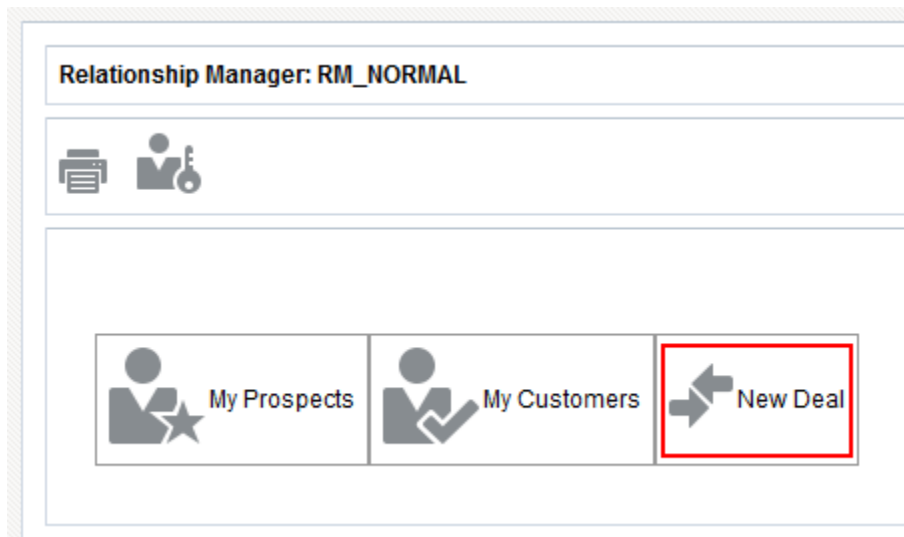 Relationship Manager: RM_NORMAL
My Prospects
My Customers
New Deal